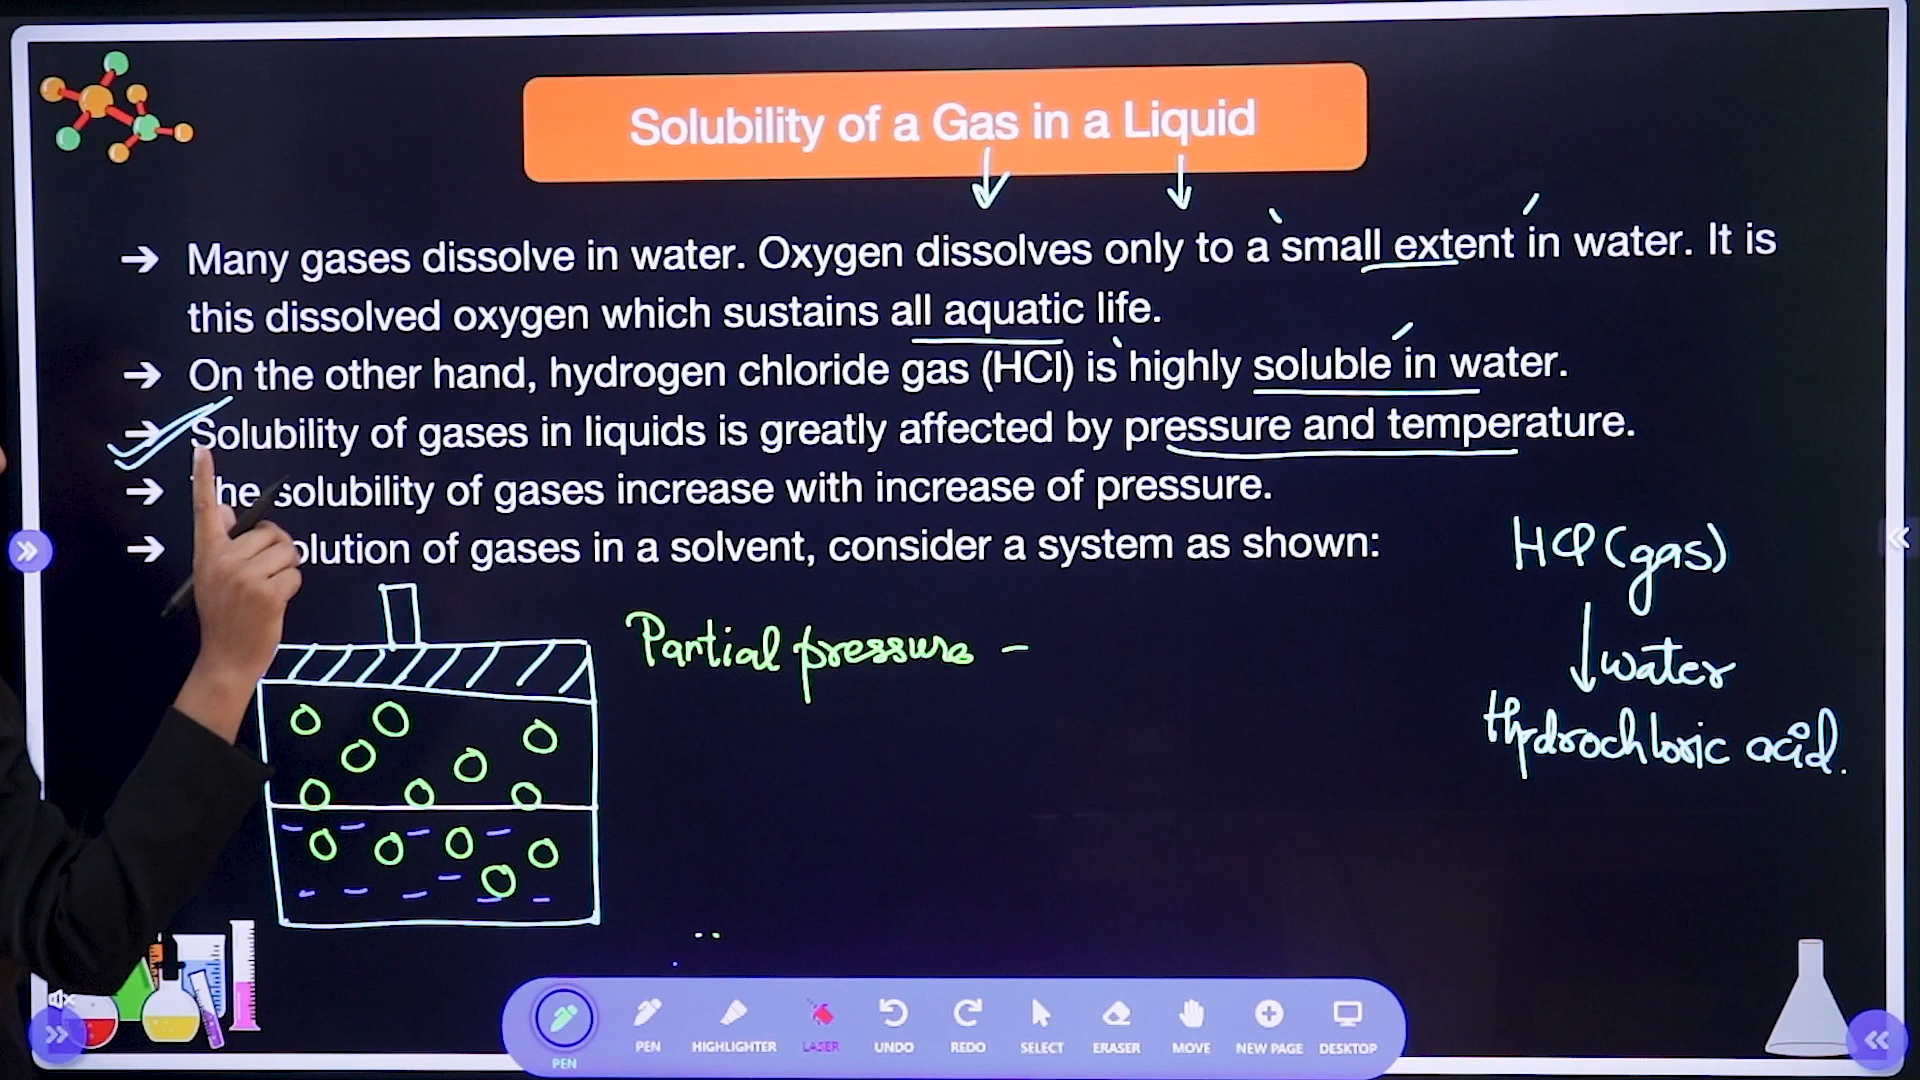 Solubility of a Gas in a Liquid
➔ Many gases dissolve in water. Oxygen dissolves only to a small extent in water. It is
this dissolved oxygen which sustains all aquatic life.
➔ On the other hand, hydrogen chloride gas (HCl) is highly soluble in water.
➔ Solubility of gases in liquids is greatly affected by pressure and temperature.
➔ The solubility of gases increase with increase of pressure.
➔ olution of gases in a solvent, consider a system as shown:
HCl (gas)
water
Hydrochloric acid.
Partial pressure -
PEN PEN HIGHLIGHTER LASER UNDO REDO SELECT ERASER MOVE NEW PAGE DESKTOP